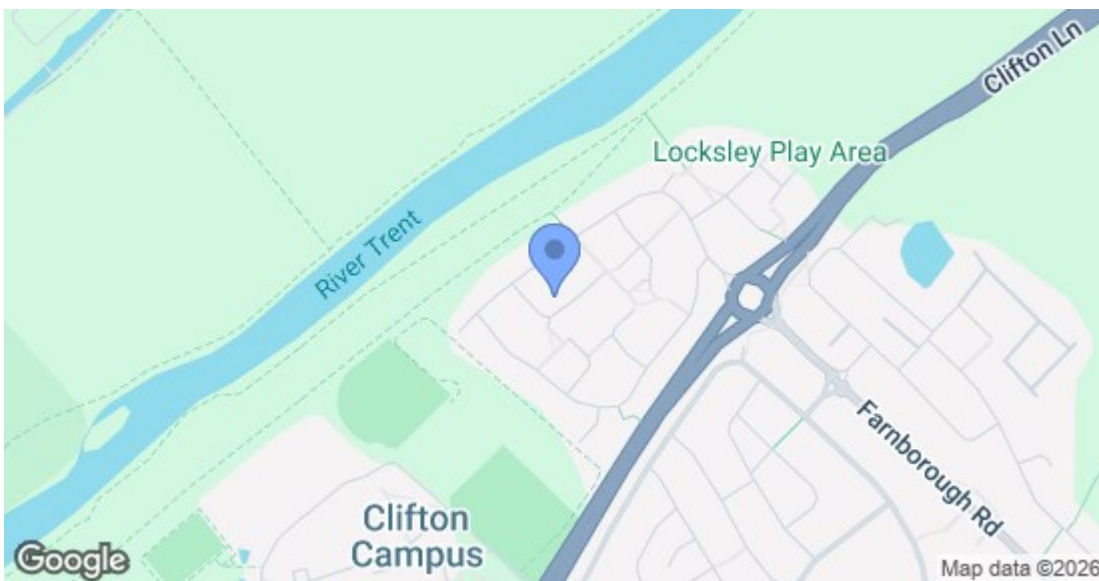 Clifton Ln
Locksley Play Area
River Trent
Farnborough Rd
Clifton
Campus
Google
Map data ©2026